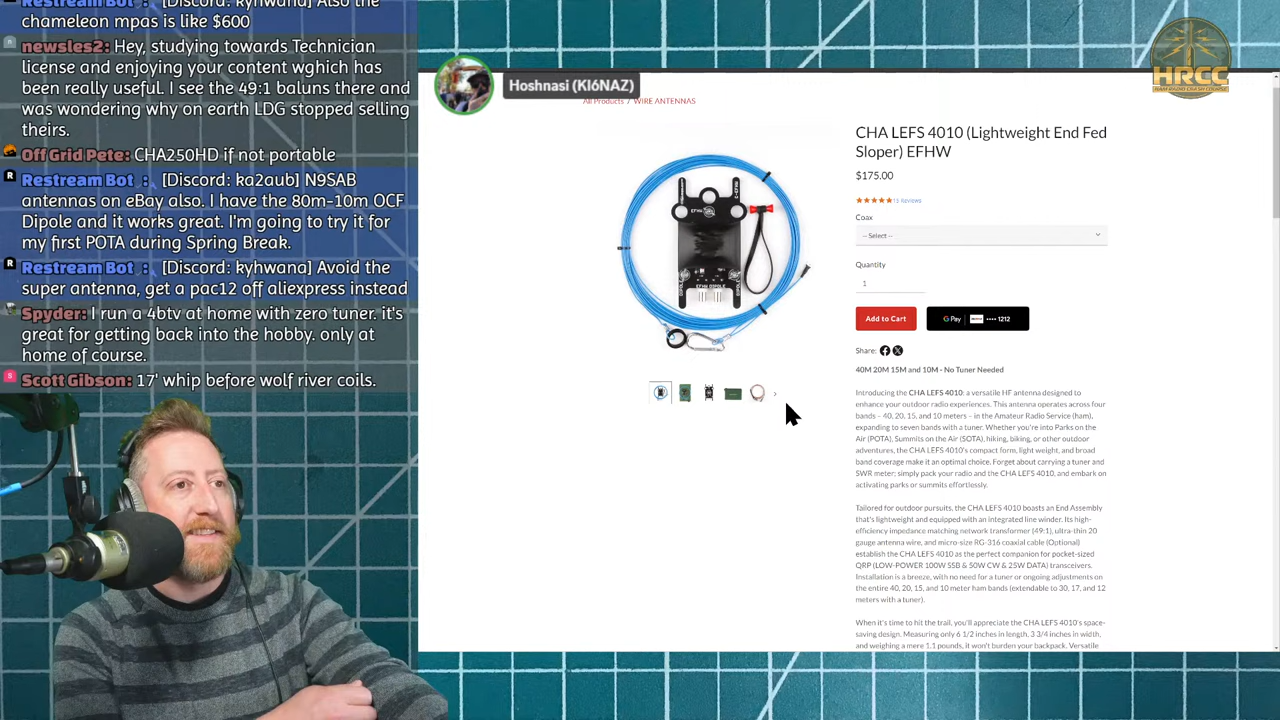 RestreamBot : [Discord: kyhwana] Also the
chameleon mpas is like $600
newsles2: Hey, studying towards Technician
license and enjoying your content wghich has
been really useful. I see the 49:1 baluns there and
was wondering why on earth LDG stopped selling
theirs.
Off Grid Pete: CHA250HD if not portable
RestreamBot : [Discord: ka2aub] N9SAB
antennas on eBay also. I have the 80m-10m OCF
Dpole and it works great. I'm going to try it for
my first POTA during Spring Break.
RestreamBot : [Discord: kyhwana] Avoid the
super antenna, get a pac12 off aliexpress instead
Spyder: I run a 40tv at home with zero tuner. it's
great for getting back into the hobby. only at
home of course.
Scott Gibson: 17' whip before wolf river coils.
Hoshnasi (KI6NAZ)
HRCC
HAM RADIO CRASH COURSE
All Products / WIRE ANTENNAS
CHA LEFS 4010 (Lightweight End Fed
Sloper) EFHW
$175.00
13 Reviews
Coax
-- Select --
Quantity
1
Add to Cart
G Pay | •••• 1212
Share:
40M 20M 15M and 10M - No Tuner Needed
Introducing the CHA LEFS 4010: a versatile HF antenna designed to
enhance your outdoor radio experiences. This antenna operates across four
bands – 40, 20, 15, and 10 meters – in the Amateur Radio Service (ham),
expanding to seven bands with a tuner. Whether you're into Parks on the
Air (POTA), Summits on the Air (SOTA), hiking, biking, or other outdoor
adventures, the CHA LEFS 4010's compact form, light weight, and broad
band coverage make it an optimal choice. Forget about carrying a tuner and
SWR meter; simply pack your radio and the CHA LEFS 4010, and embark on
activating parks or summits effortlessly.
Tailored for outdoor pursuits, the CHA LEFS 4010 boasts an End Assembly
that's lightweight and equipped with an integrated line winder. Its high-
efficiency impedance matching network transformer (49:1), ultra-thin 20
gauge antenna wire, and micro-size RG-316 coaxial cable (Optional)
establish the CHA LEFS 4010 as the perfect companion for pocket-sized
QRP (LOW-POWER 100W SSB & 50W CW & 25W DATA) transceivers.
Installation is a breeze, with no need for a tuner or ongoing adjustments on
the entire 40, 20, 15, and 10 meter ham bands (extendable to 30, 17, and 12
meters with a tuner).
When it's time to hit the trail, you'll appreciate the CHA LEFS 4010's space-
saving design. Measuring only 6 1/2 inches in length, 3 3/4 inches in width,
and weighing a mere 1.1 pounds, it won't burden your backpack. Versatile